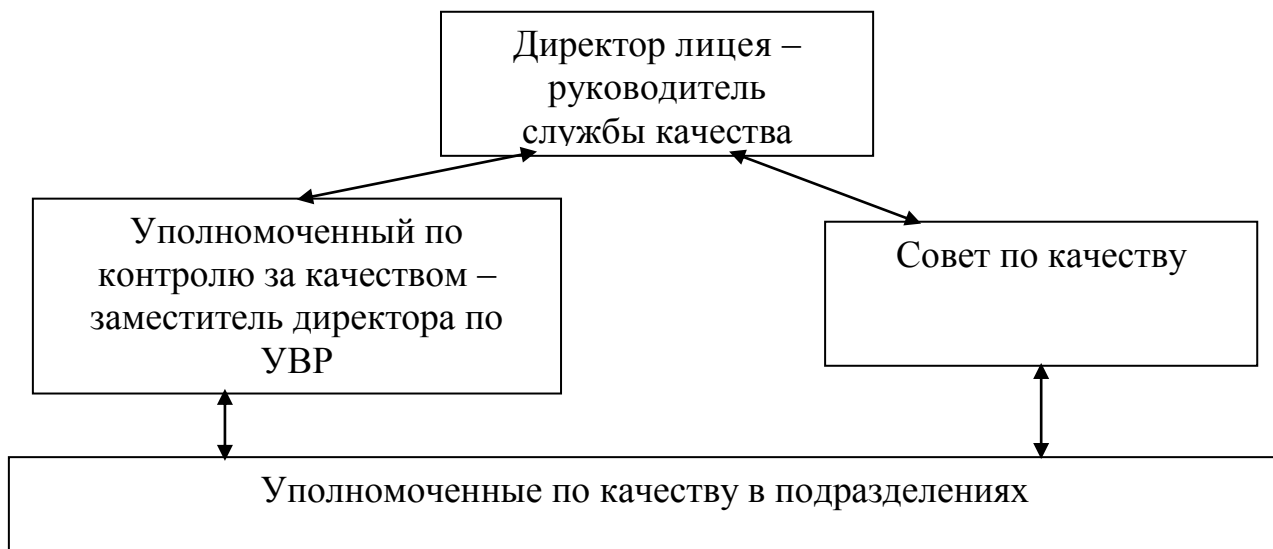 Директор лицея –
руководитель
службы качества
Уполномоченный по
контролю за качеством –
заместитель директора по
УВР
Совет по качеству
Уполномоченные по качеству в подразделениях